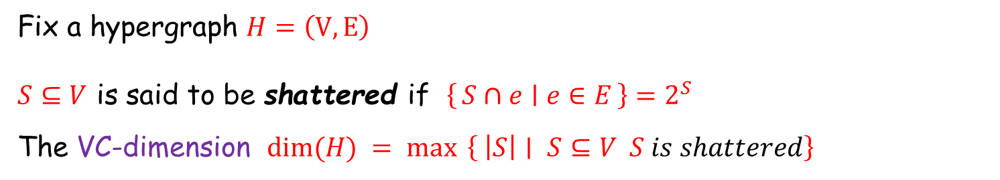 Fix a hypergraph H = (V, E)
S ⊆ V is said to be shattered if { S ∩ e | e ∈ E } = 2^S
The VC-dimension dim(H) = max { |S| | S ⊆ V S is shattered}